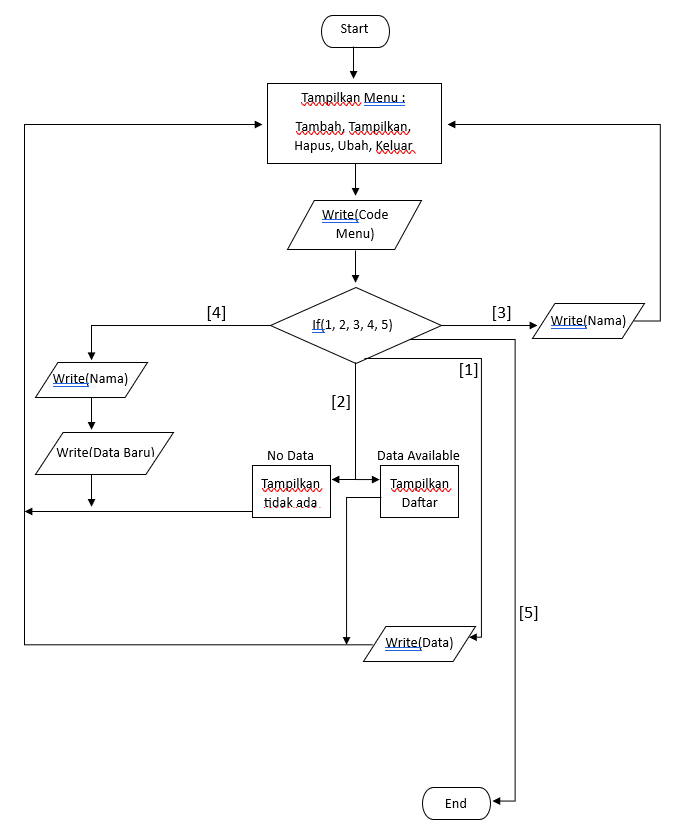 Start
Tampilkan Menu :
Tambah, Tampilkan,
Hapus, Ubah, Keluar
Write(Code
Menu)
If(1, 2, 3, 4, 5)
[4]
[3]
Write(Nama)
Write(Nama)
[1]
[2]
Write(Data Baru)
No Data
Data Available
Tampilkan
tidak ada
Tampilkan
Daftar
[5]
Write(Data)
End